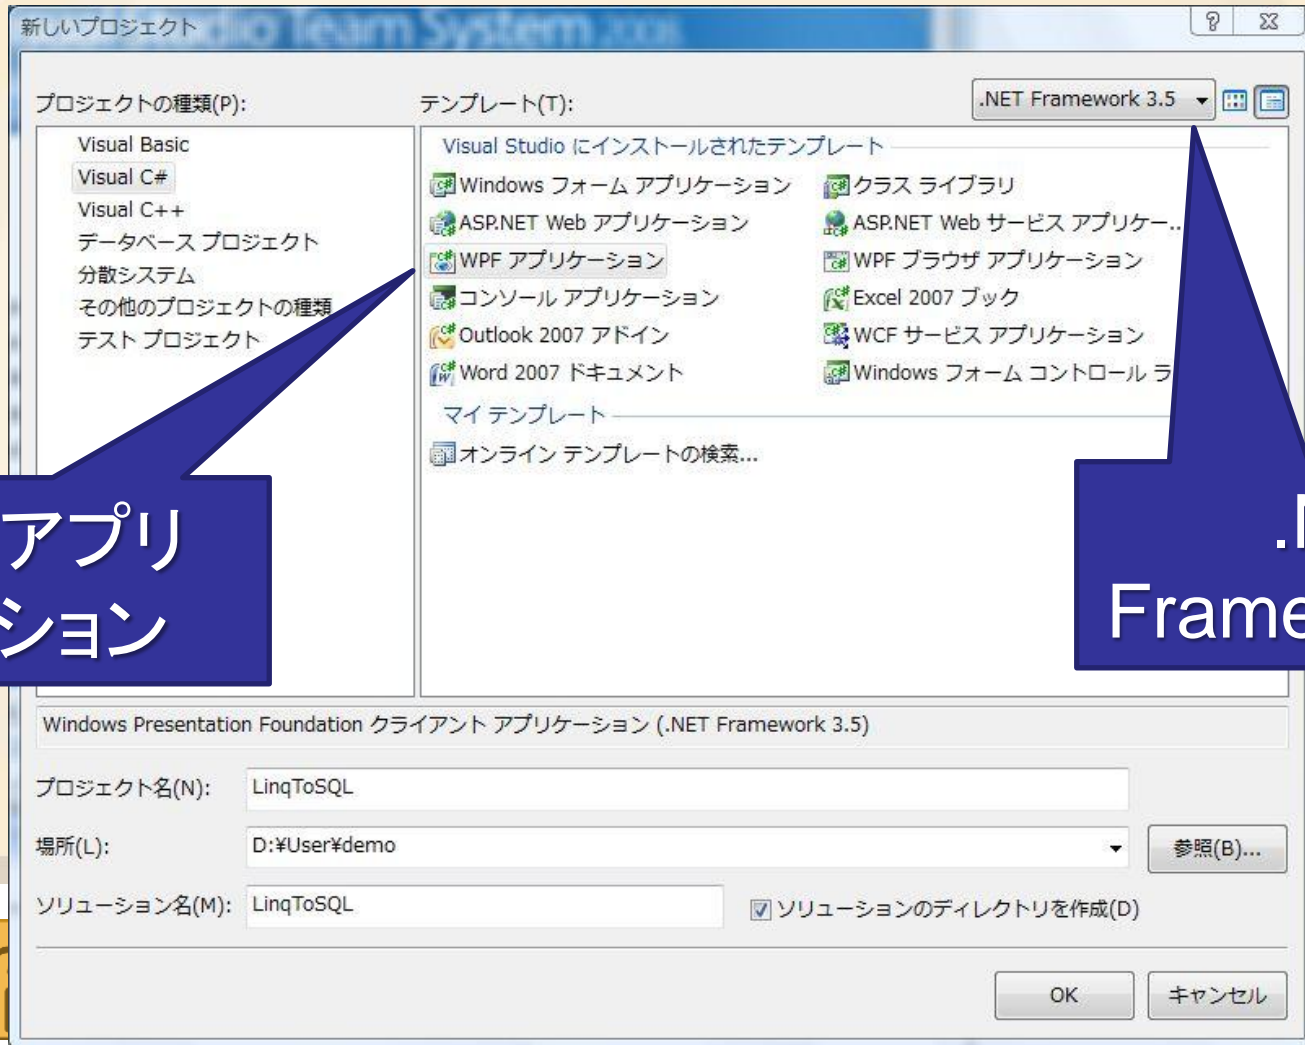 Studio Team System 2008
新しいプロジェクト
プロジェクトの種類(P):
テンプレート(T):
.NET Framework 3.5
Visual Basic
Visual C#
Visual C++
データベース プロジェクト
分散システム
その他のプロジェクトの種類
テスト プロジェクト
Visual Studio にインストールされたテンプレート
Windows フォーム アプリケーション
クラス ライブラリ
ASP.NET Web アプリケーション
ASP.NET Web サービス アプリケー...
WPF アプリケーション
WPF ブラウザ アプリケーション
コンソール アプリケーション
Excel 2007 ブック
Outlook 2007 アドイン
WCF サービス アプリケーション
Word 2007 ドキュメント
Windows フォーム コントロール ラ
マイ テンプレート
オンライン テンプレートの検索...
アプリ
ション
.N
Frame
Windows Presentation Foundation クライアント アプリケーション (.NET Framework 3.5)
プロジェクト名(N):
LinqToSQL
場所(L):
D:¥User¥demo
参照(B)...
ソリューション名(M):
LinqToSQL
ソリューションのディレクトリを作成(D)
OK
キャンセル